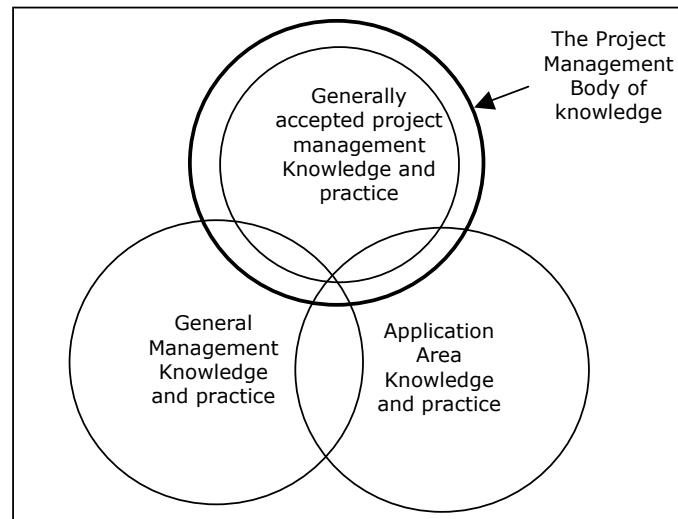 The Project
Management
Body of
knowledge
Generally
accepted project
management
Knowledge and
practice
General
Management
Knowledge
and practice
Application
Area
Knowledge
and practice